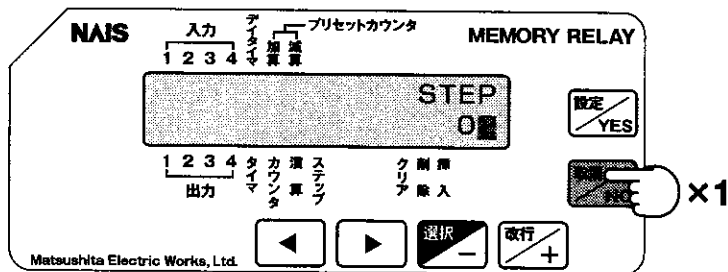 NAiS
入力
デイタイマ
加算
減算
プリセットカウンタ
MEMORY RELAY
1 2 3 4
STEP
0
設定
YES
1 2 3 4
出力
タイマ
カウンタ
演算
ステップ
クリア
削除
挿入
NO
×1
◀
▶
選択
−
改行
+
Matsushita Electric Works, Ltd.